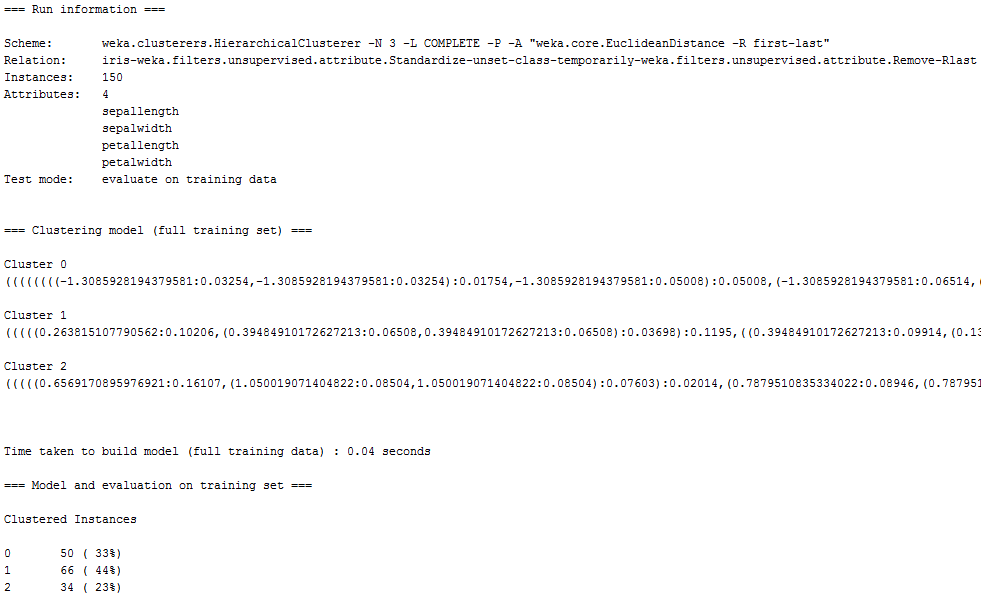 === Run information ===
Scheme: weka.clusterers.HierarchicalClusterer -N 3 -L COMPLETE -P -A "weka.core.EuclideanDistance -R first-last"
Relation: iris-weka.filters.unsupervised.attribute.Standardize-unset-class-temporarily-weka.filters.unsupervised.attribute.Remove-Rlast
Instances: 150
Attributes: 4
sepallength
sepalwidth
petallength
petalwidth
Test mode: evaluate on training data
=== Clustering model (full training set) ===
Cluster 0
((((((((-1.3085928194379581:0.03254,-1.3085928194379581:0.03254):0.01754,-1.3085928194379581:0.05008):0.05008,(-1.3085928194379581:0.06514,(
Cluster 1
(((((0.263815107790562:0.10206,(0.39484910172627213:0.06508,0.39484910172627213:0.06508):0.03698):0.1195,((0.39484910172627213:0.09914,(0.13
Cluster 2
(((((0.6569170895976921:0.16107,(1.050019071404822:0.08504,1.050019071404822:0.08504):0.07603):0.02014,(0.7879510835334022:0.08946,(0.787951
Time taken to build model (full training data) : 0.04 seconds
=== Model and evaluation on training set ===
Clustered Instances
0 50 ( 33%)
1 66 ( 44%)
2 34 ( 23%)